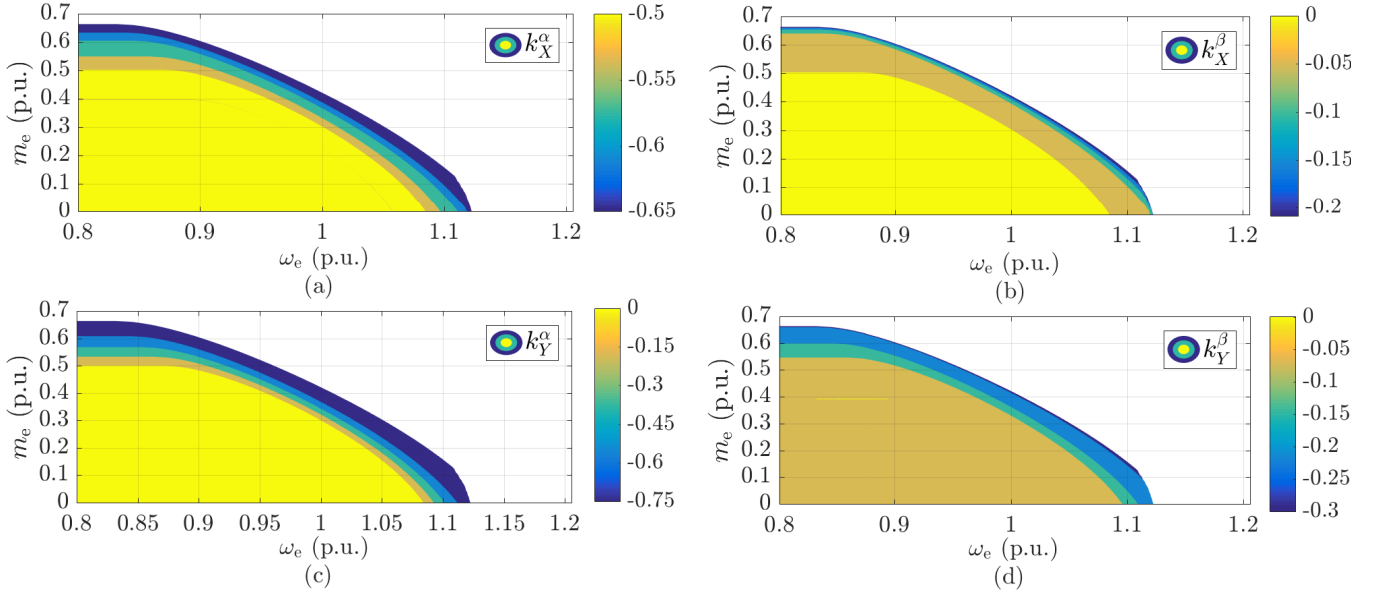 0.7
0.6
0.5
0.4
0.3
0.2
0.1
0
m_e (p.u.)
0.8 0.9 1 1.1 1.2
ω_e (p.u.)
(a)
k_X^α
-0.5
-0.55
-0.6
-0.65
0.7
0.6
0.5
0.4
0.3
0.2
0.1
0
m_e (p.u.)
0.8 0.9 1 1.1 1.2
ω_e (p.u.)
(b)
k_X^β
0
-0.05
-0.1
-0.15
-0.2
0.7
0.6
0.5
0.4
0.3
0.2
0.1
0
m_e (p.u.)
0.8 0.85 0.9 0.95 1 1.05 1.1 1.15 1.2
ω_e (p.u.)
(c)
k_Y^α
0
-0.15
-0.3
-0.45
-0.6
-0.75
0.7
0.6
0.5
0.4
0.3
0.2
0.1
0
m_e (p.u.)
0.8 0.9 1 1.1 1.2
ω_e (p.u.)
(d)
k_Y^β
0
-0.05
-0.1
-0.15
-0.2
-0.25
-0.3